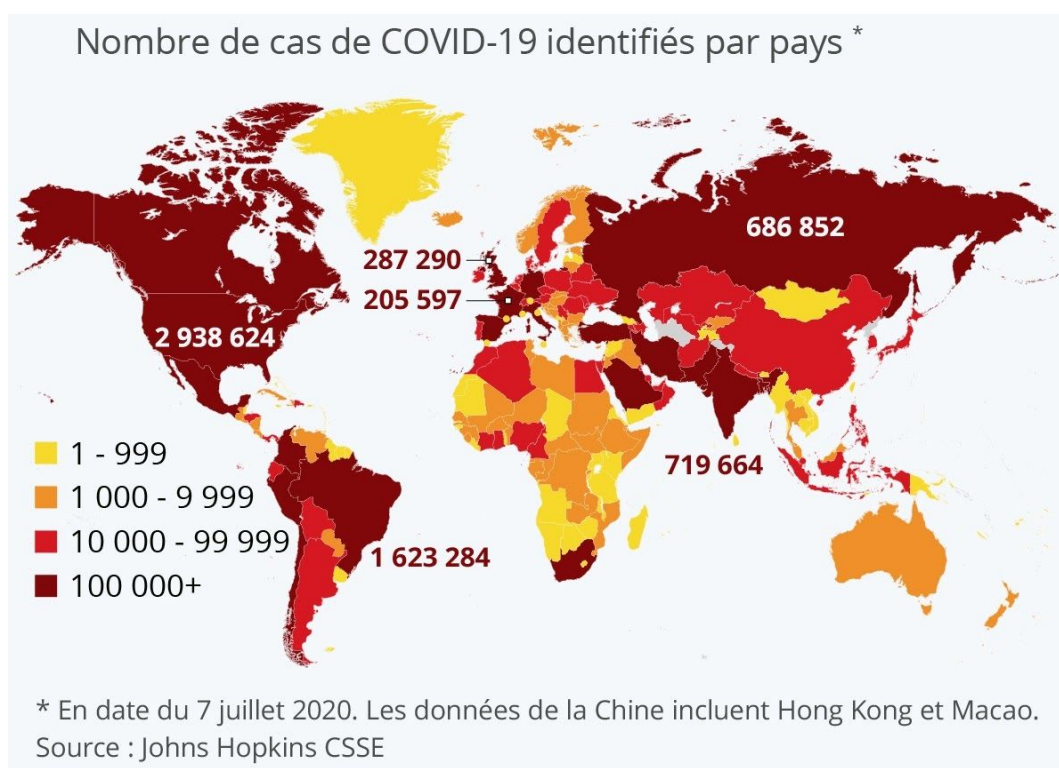 Nombre de cas de COVID-19 identifiés par pays *
686 852
287 290
205 597
2 938 624
719 664
1 623 284
1 - 999
1 000 - 9 999
10 000 - 99 999
100 000+
* En date du 7 juillet 2020. Les données de la Chine incluent Hong Kong et Macao.
Source : Johns Hopkins CSSE